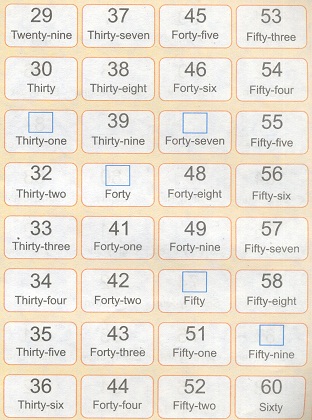 29 37 45 53
Twenty-nine Thirty-seven Forty-five Fifty-three
30 38 46 54
Thirty Thirty-eight Forty-six Fifty-four
39 55
Thirty-one Thirty-nine Forty-seven Fifty-five
32 48 56
Thirty-two Forty Forty-eight Fifty-six
33 41 49 57
Thirty-three Forty-one Forty-nine Fifty-seven
34 42 58
Thirty-four Forty-two Fifty Fifty-eight
35 43 51
Thirty-five Forty-three Fifty-one Fifty-nine
36 44 52 60
Thirty-six Forty-four Fifty-two Sixty